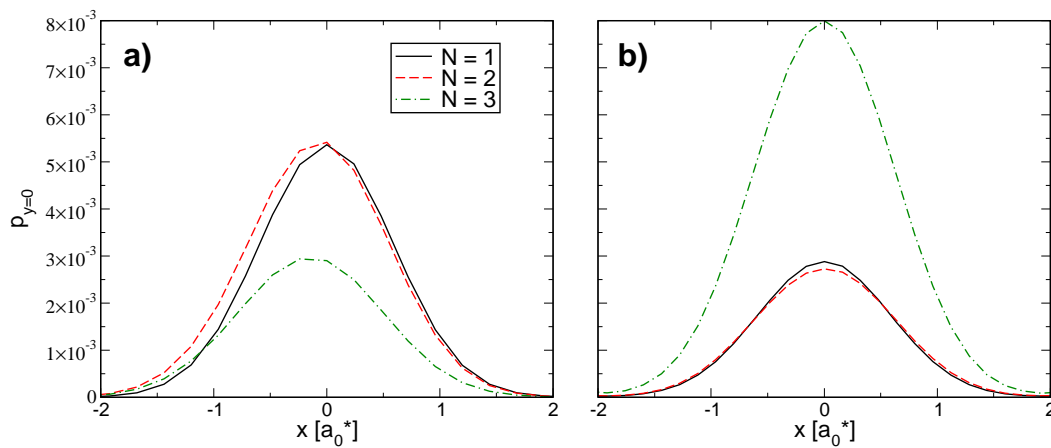 8×10⁻³
7×10⁻³
6×10⁻³
5×10⁻³
4×10⁻³
3×10⁻³
2×10⁻³
1×10⁻³
0
p_{y=0}
a)
N = 1
N = 2
N = 3
-2 -1 0 1 2
x [a₀*]
b)
-2 -1 0 1 2
x [a₀*]